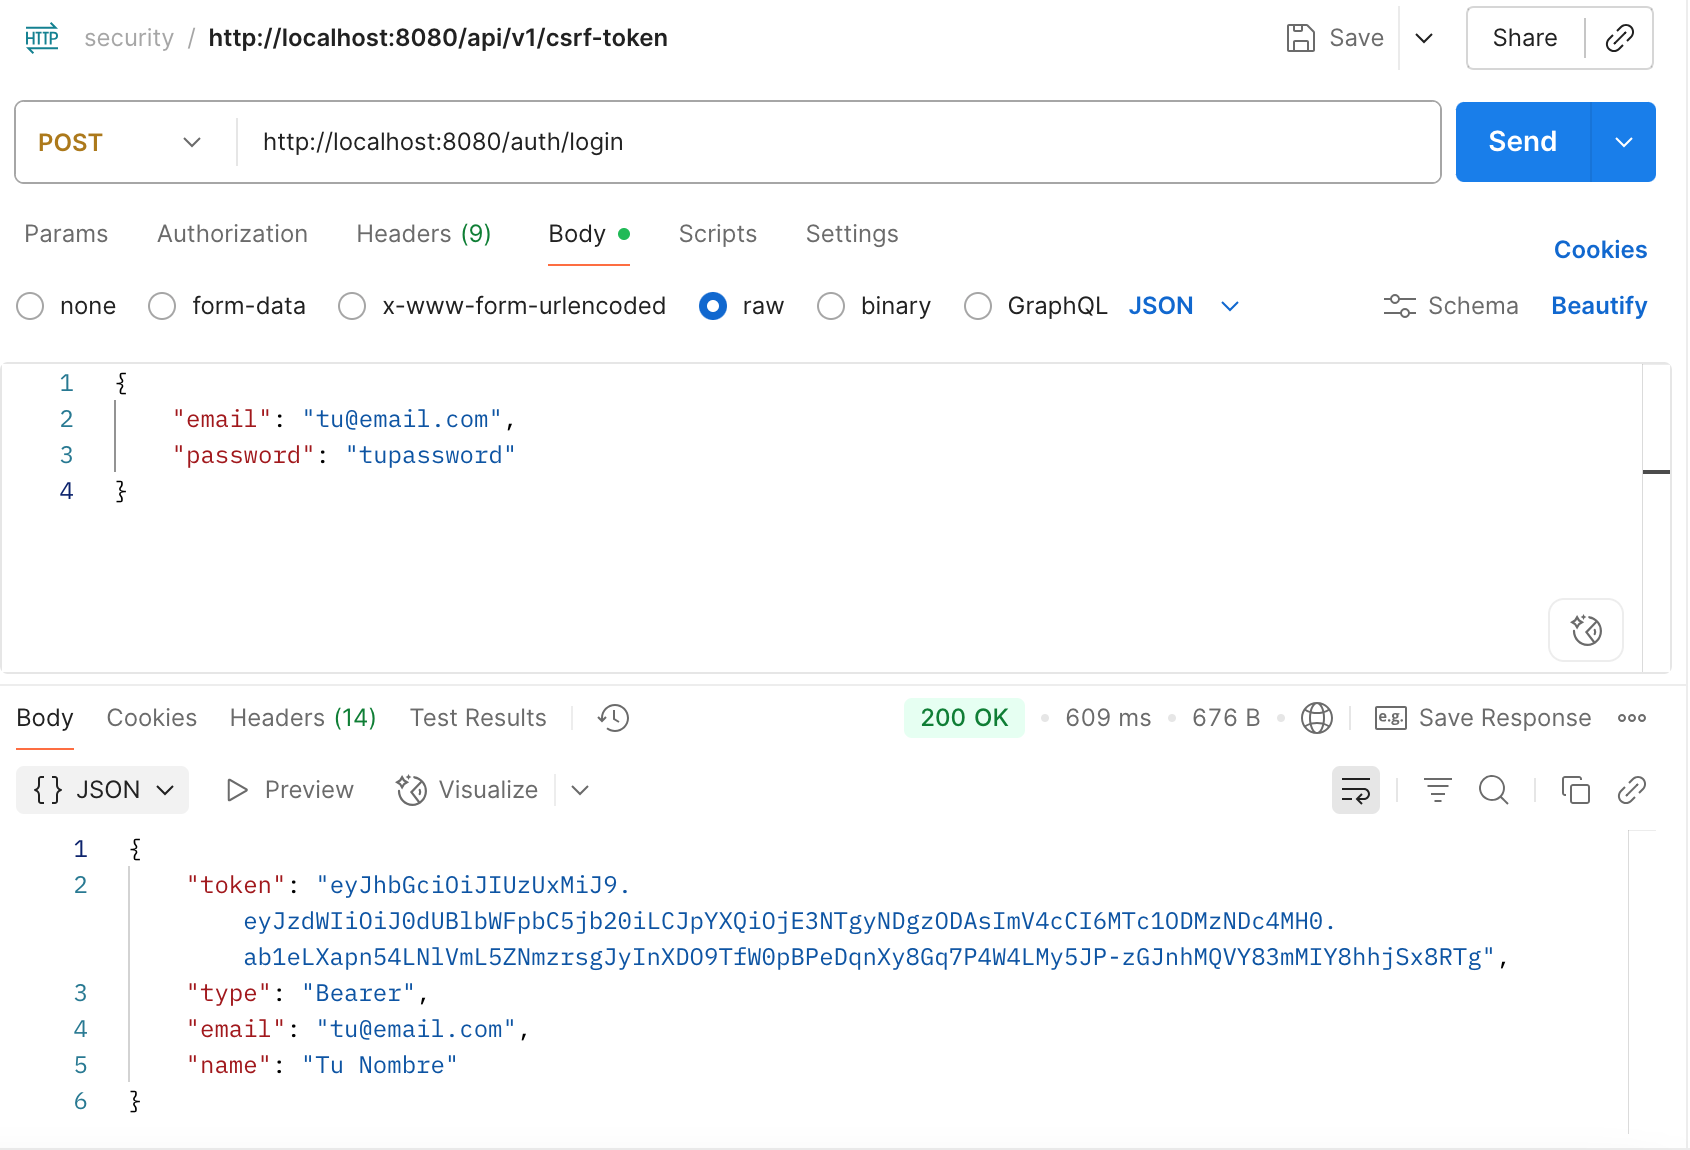 HTTP security / http://localhost:8080/api/v1/csrf-token Save Share
POST http://localhost:8080/auth/login Send
Params Authorization Headers (9) Body Scripts Settings Cookies
none form-data x-www-form-urlencoded raw binary GraphQL JSON Schema Beautify
1 {
2 "email": "tu@email.com",
3 "password": "tupassword"
4 }
Body Cookies Headers (14) Test Results 200 OK 609 ms 676 B e.g. Save Response
{} JSON Preview Visualize
1 {
2 "token": "eyJhbGciOiJIUzUxMiJ9.
eyJzdWIiOiJ0dUBlbWFpbC5jb20iLCJpYXQiOjE3NTgyNDgzODAsImV4cCI6MTc1ODMzNDc4MH0.
ab1eLXapn54LNlVmL5ZNmzrsgJyInXDO9TfW0pBPeDqnXy8Gq7P4W4LMy5JP-zGJnhMQVY83mMIY8hhjSx8RTg",
3 "type": "Bearer",
4 "email": "tu@email.com",
5 "name": "Tu Nombre"
6 }